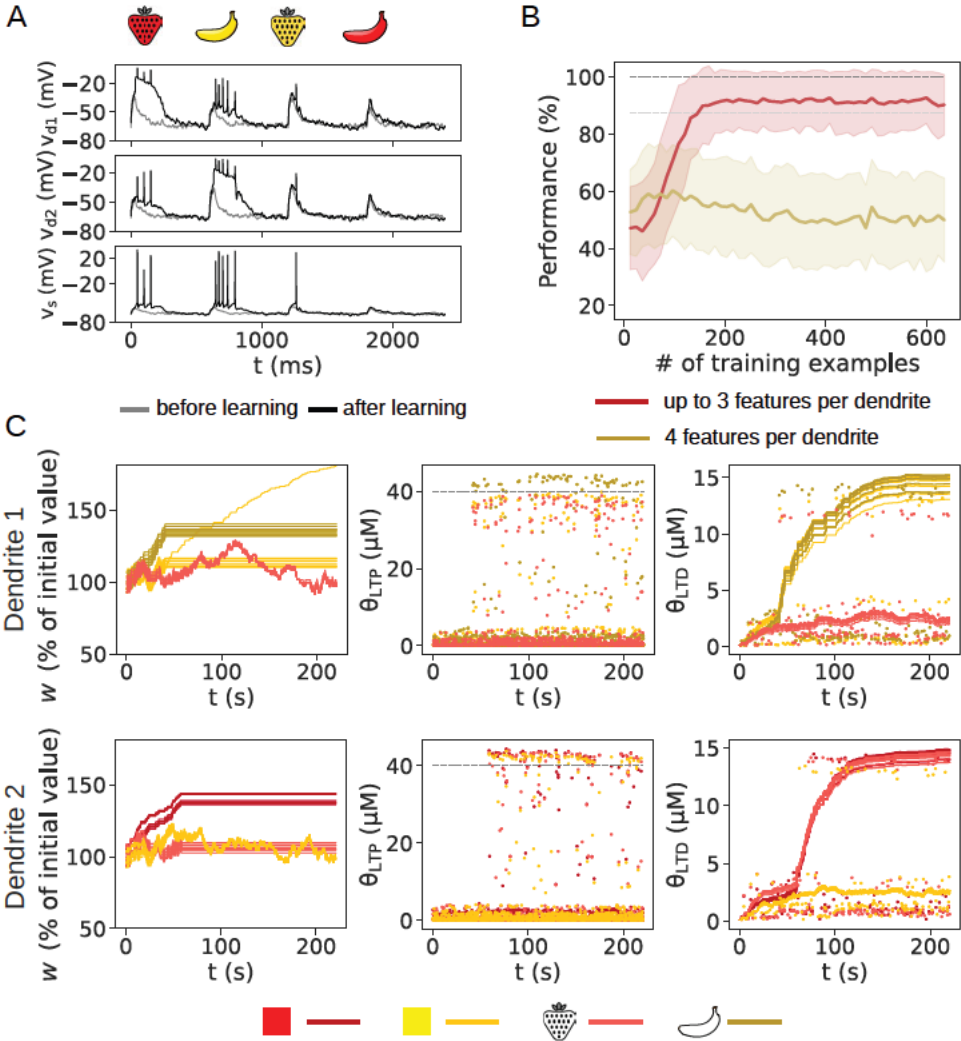 A
−20
−50
−80
v_d1 (mV)
−20
−50
−80
v_d2 (mV)
20
−20
−80
v_s (mV)
0
1000
2000
t (ms)
before learning
after learning
B
100
80
60
40
20
Performance (%)
0
200
400
600
# of training examples
up to 3 features per dendrite
4 features per dendrite
C
Dendrite 1
w (% of initial value)
150
100
50
0
100
200
t (s)
θ_LTP (μM)
40
20
0
0
100
200
t (s)
θ_LTD (μM)
15
10
5
0
0
100
200
t (s)
Dendrite 2
w (% of initial value)
150
100
50
0
100
200
t (s)
θ_LTP (μM)
40
20
0
0
100
200
t (s)
θ_LTD (μM)
15
10
5
0
0
100
200
t (s)